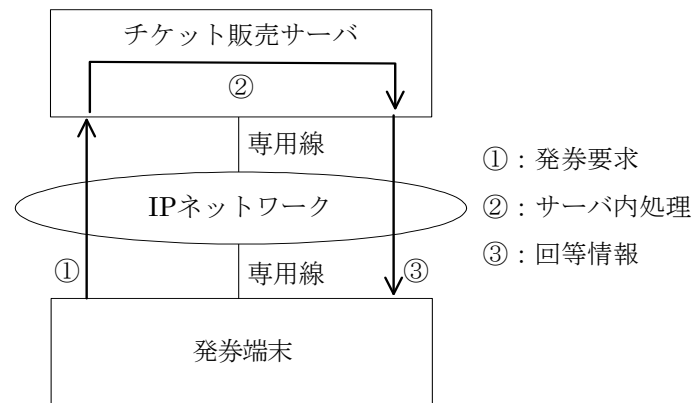 チケット販売サーバ
②
専用線
IPネットワーク
①
専用線
③
発券端末
①：発券要求
②：サーバ内処理
③：回等情報